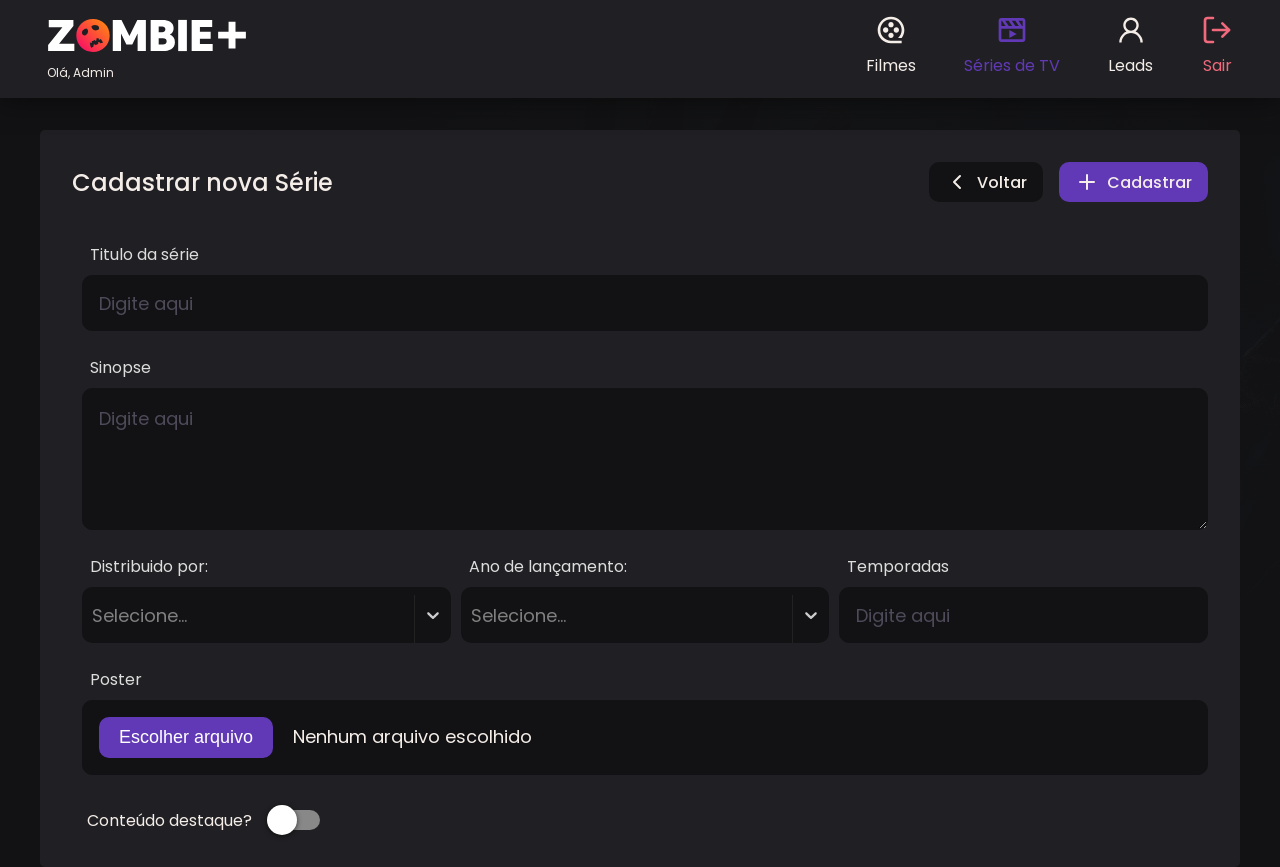 ZOMBIE+
Olá, Admin
Filmes
Séries de TV
Leads
Sair
Cadastrar nova Série
Voltar
Cadastrar
Titulo da série
Digite aqui
Sinopse
Digite aqui
Distribuido por:
Ano de lançamento:
Temporadas
Selecione...
Selecione...
Digite aqui
Poster
Escolher arquivo
Nenhum arquivo escolhido
Conteúdo destaque?